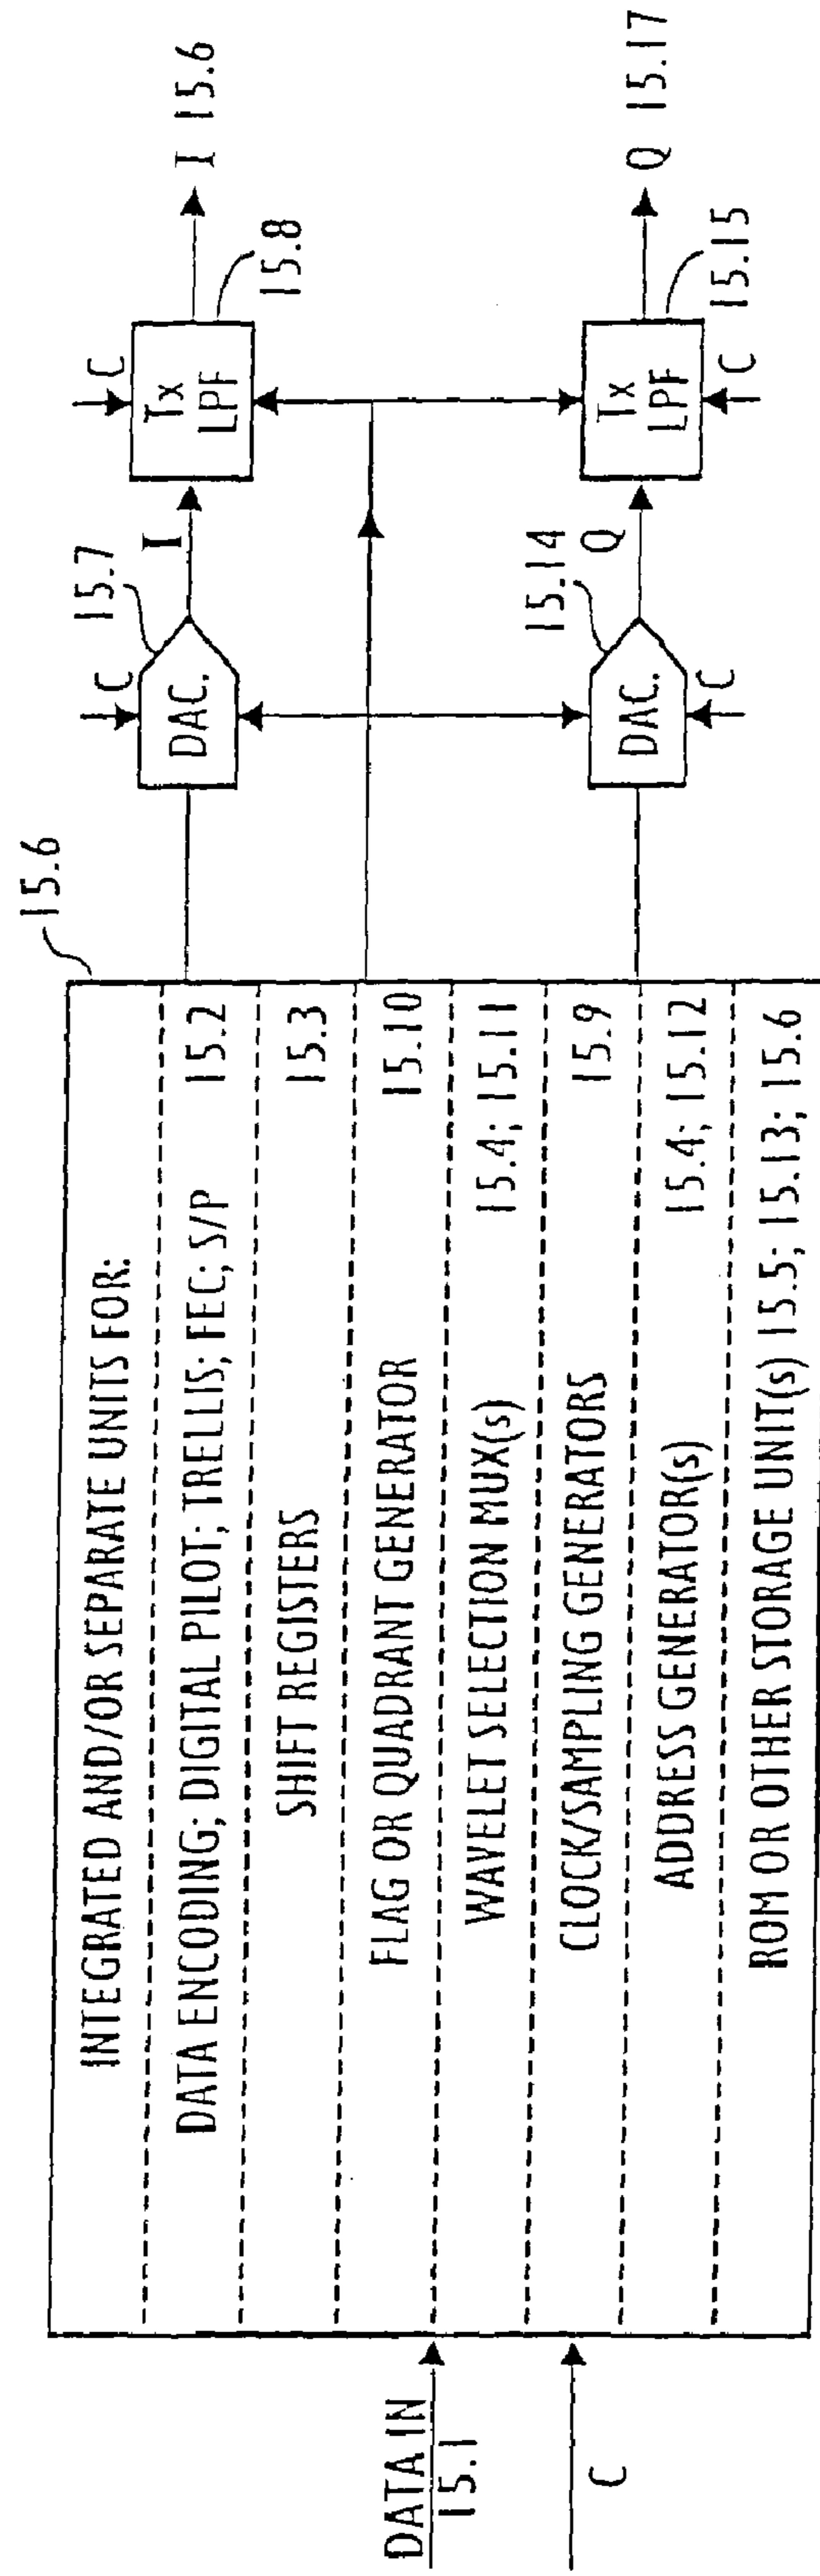 15.6
INTEGRATED AND/OR SEPARATE UNITS FOR:
DATA ENCODING; DIGITAL PILOT; TRELLIS; FEC; S/P 15.2
SHIFT REGISTERS 15.3
FLAG OR QUADRANT GENERATOR 15.10
WAVELET SELECTION MUX(s) 15.4; 15.11
CLOCK/SAMPLING GENERATORS 15.9
ADDRESS GENERATOR(s) 15.4; 15.12
ROM OR OTHER STORAGE UNIT(s) 15.5; 15.13; 15.6
DATA IN
15.1
C
C
15.7
DAC.
I
C
Tx
LPF
15.8
I 15.6
15.14
DAC.
C
Q
Tx
LPF
C
15.15
Q 15.17